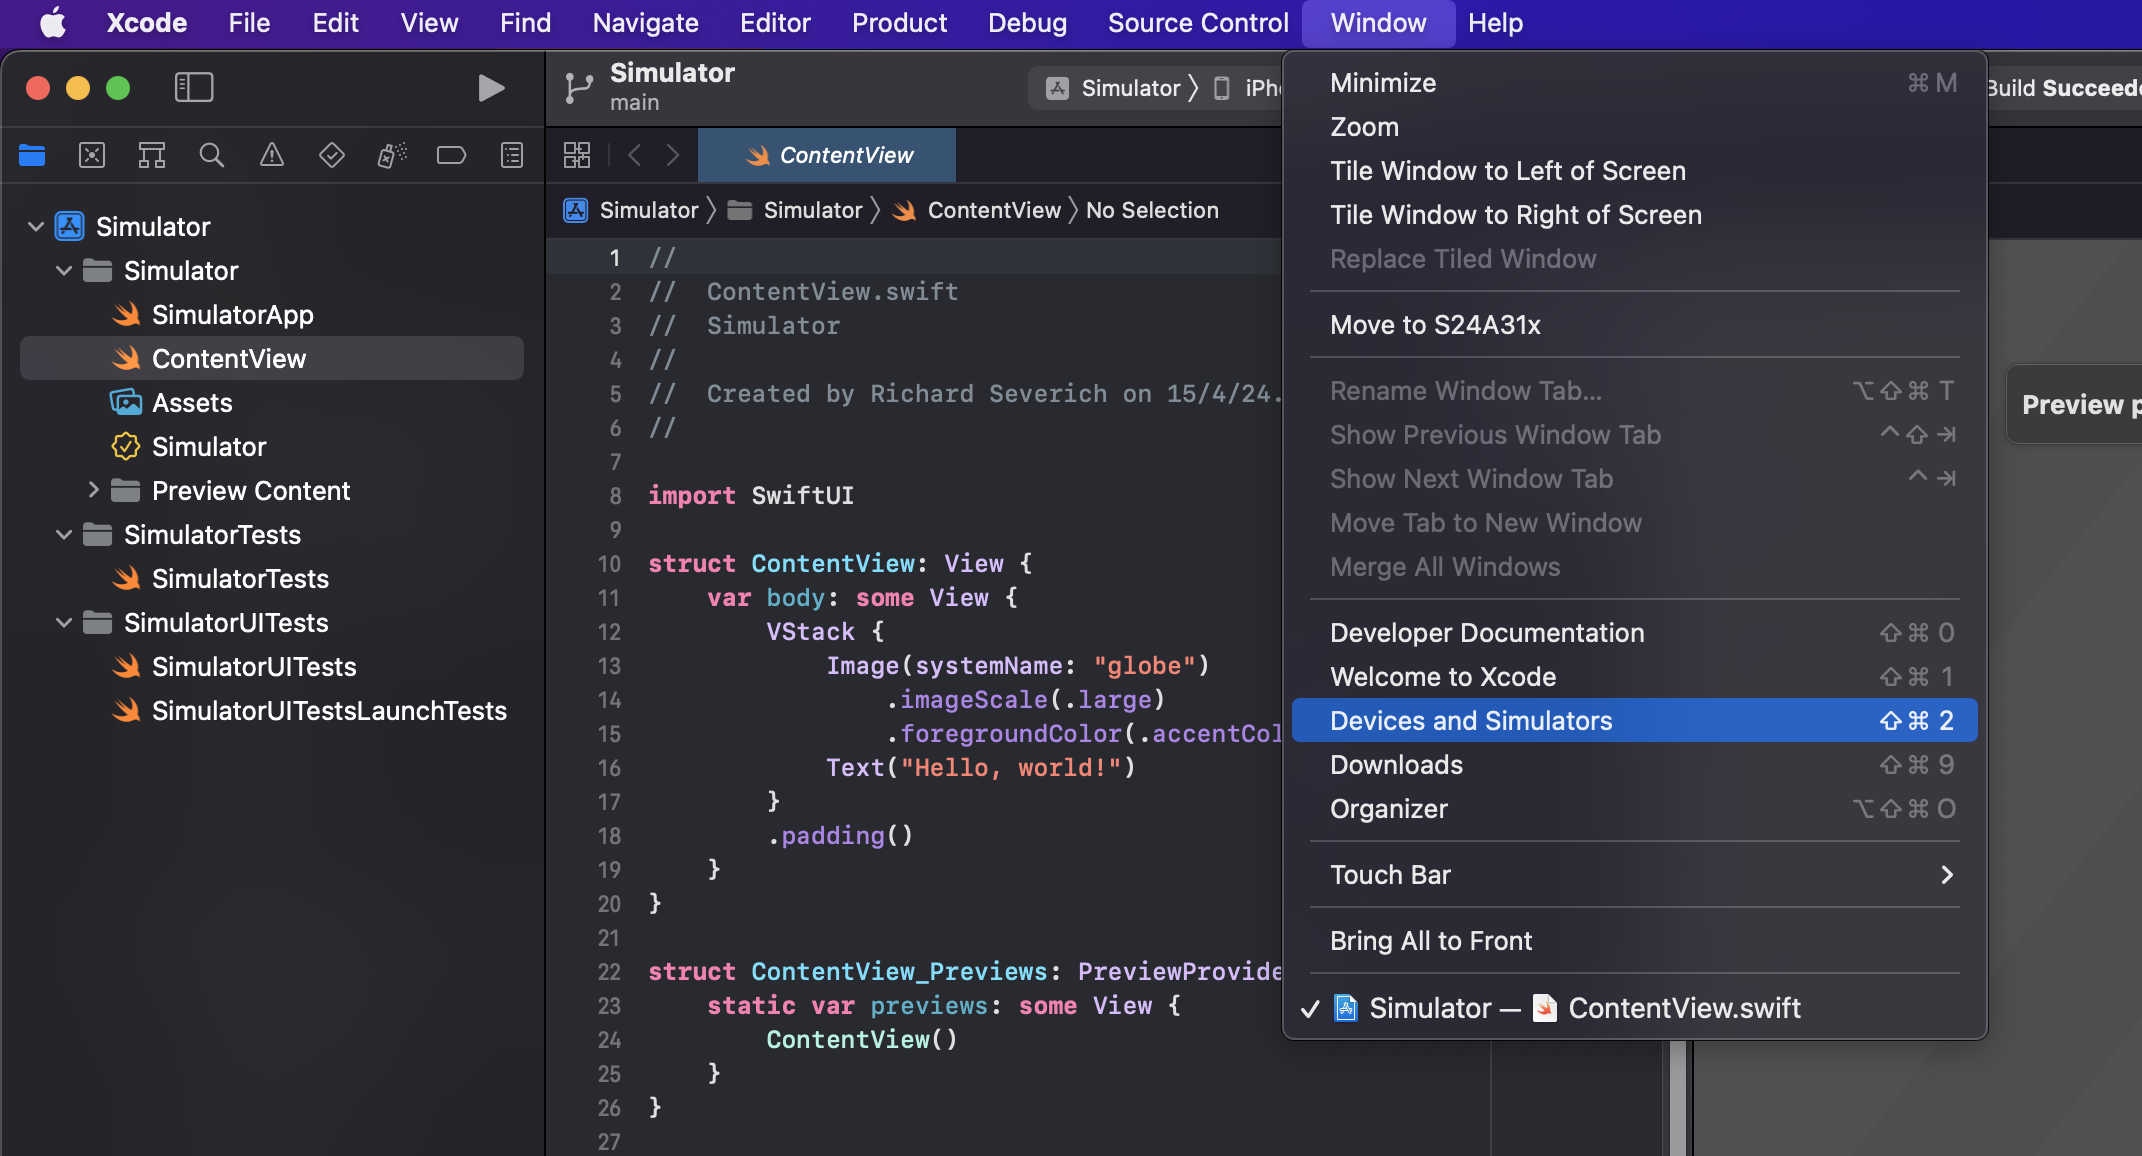 Xcode File Edit View Find Navigate Editor Product Debug Source Control Window Help
Simulator
main
Simulator
Build
ContentView
Simulator Simulator ContentView No Selection
Simulator
Simulator
SimulatorApp
ContentView
Assets
Simulator
Preview Content
SimulatorTests
SimulatorTests
SimulatorUITests
SimulatorUITests
SimulatorUITestsLaunchTests
1 //
2 //  ContentView.swift
3 //  Simulator
4 //
5 //  Created by Richard Severich on 15/4/24.
6 //
7
8 import SwiftUI
9
10 struct ContentView: View {
11     var body: some View {
12         VStack {
13             Image(systemName: "globe")
14                 .imageScale(.large)
15                 .foregroundColor(.accentCol
16             Text("Hello, world!")
17         }
18         .padding()
19     }
20 }
21
22 struct ContentView_Previews: PreviewProvide
23     static var previews: some View {
24         ContentView()
25     }
26 }
27
Minimize ⌘ M
Zoom
Tile Window to Left of Screen
Tile Window to Right of Screen
Replace Tiled Window
Move to S24A31x
Rename Window Tab... ⌥⇧⌘ T
Show Previous Window Tab ^⇧⇥
Show Next Window Tab ^⇥
Move Tab to New Window
Merge All Windows
Developer Documentation ⇧⌘ 0
Welcome to Xcode ⇧⌘ 1
Devices and Simulators ⇧⌘ 2
Downloads ⇧⌘ 9
Organizer ⌥⇧⌘ O
Touch Bar
Bring All to Front
✓ Simulator — ContentView.swift
Preview